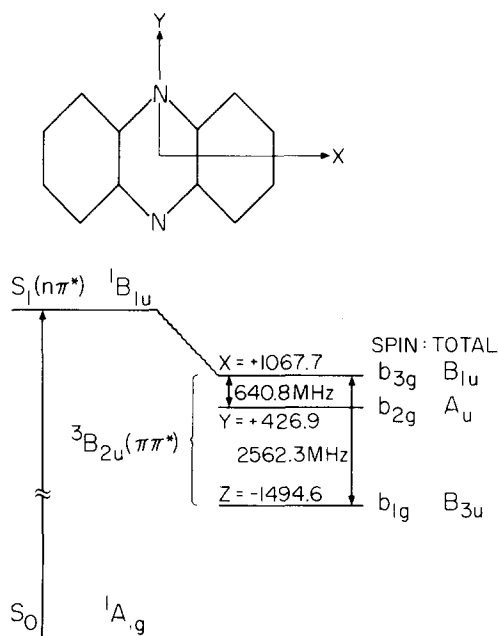 Y
N
X
N
S₁(nπ*) ¹B₁u
SPIN : TOTAL
X = +1067.7 b₃g B₁u
640.8MHz
Y = +426.9 b₂g Au
³B₂u(ππ*)
2562.3MHz
Z = -1494.6 b₁g B₃u
S₀ ¹A₁g